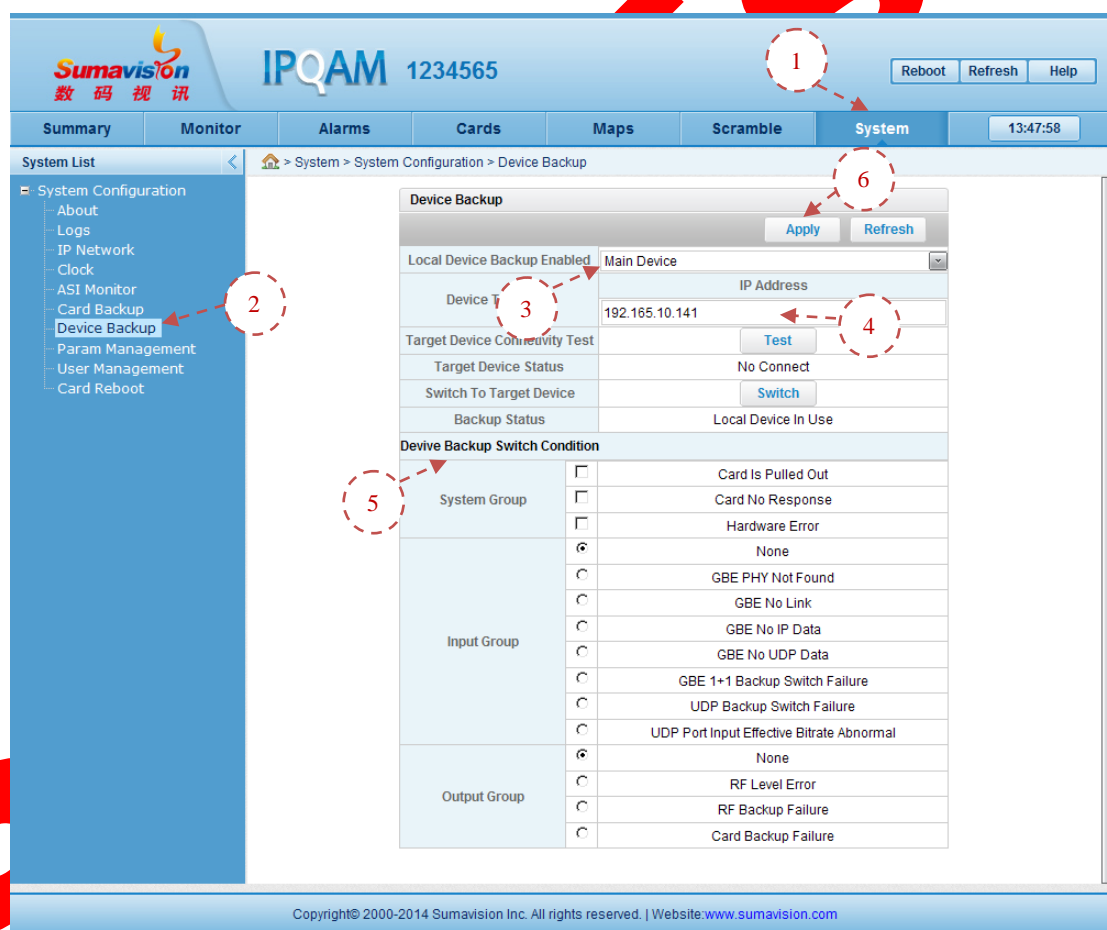 Sumavision
数码视讯
IPQAM 1234565
1
Reboot Refresh Help
Summary Monitor Alarms Cards Maps Scramble System 13:47:58
System List
> System > System Configuration > Device Backup
System Configuration
About
Logs
IP Network
Clock
ASI Monitor
Card Backup
Device Backup
Param Management
User Management
Card Reboot
2
6
Device Backup
Apply Refresh
Local Device Backup Enabled Main Device
Device
IP Address
3
192.165.10.141
4
Target Device Test
Test
Target Device Status No Connect
Switch To Target Device Switch
Backup Status Local Device In Use
Devive Backup Switch Condition
5
System Group
Card Is Pulled Out
Card No Response
Hardware Error
Input Group
None
GBE PHY Not Found
GBE No Link
GBE No IP Data
GBE No UDP Data
GBE 1+1 Backup Switch Failure
UDP Backup Switch Failure
UDP Port Input Effective Bitrate Abnormal
Output Group
None
RF Level Error
RF Backup Failure
Card Backup Failure
Copyright© 2000-2014 Sumavision Inc. All rights reserved. | Website:www.sumavision.com